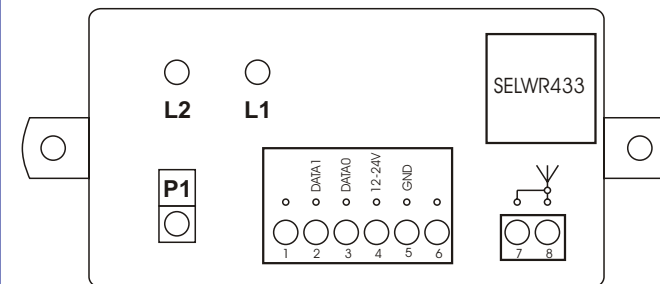 SELWR433
L2 L1
P1
DATA1 DATA0 12-24V GND
1 2 3 4 5 6
7 8